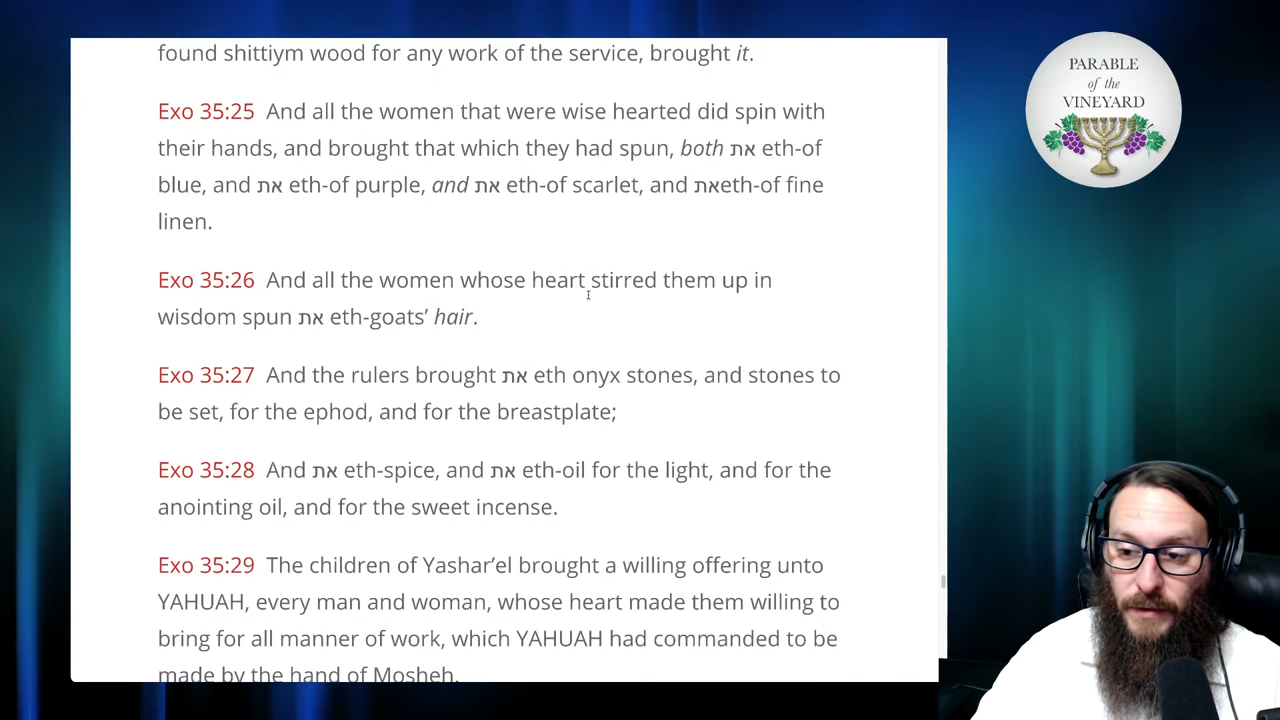 found shittiym wood for any work of the service, brought it.
Exo 35:25 And all the women that were wise hearted did spin with
their hands, and brought that which they had spun, both את eth-of
blue, and את eth-of purple, and את eth-of scarlet, and אתeth-of fine
linen.
Exo 35:26 And all the women whose heart stirred them up in
wisdom spun את eth-goats’ hair.
Exo 35:27 And the rulers brought את eth onyx stones, and stones to
be set, for the ephod, and for the breastplate;
Exo 35:28 And את eth-spice, and את eth-oil for the light, and for the
anointing oil, and for the sweet incense.
Exo 35:29 The children of Yashar’el brought a willing offering unto
YAHUAH, every man and woman, whose heart made them willing to
bring for all manner of work, which YAHUAH had commanded to be
made by the hand of Mosheh.
PARABLE
of the
VINEYARD